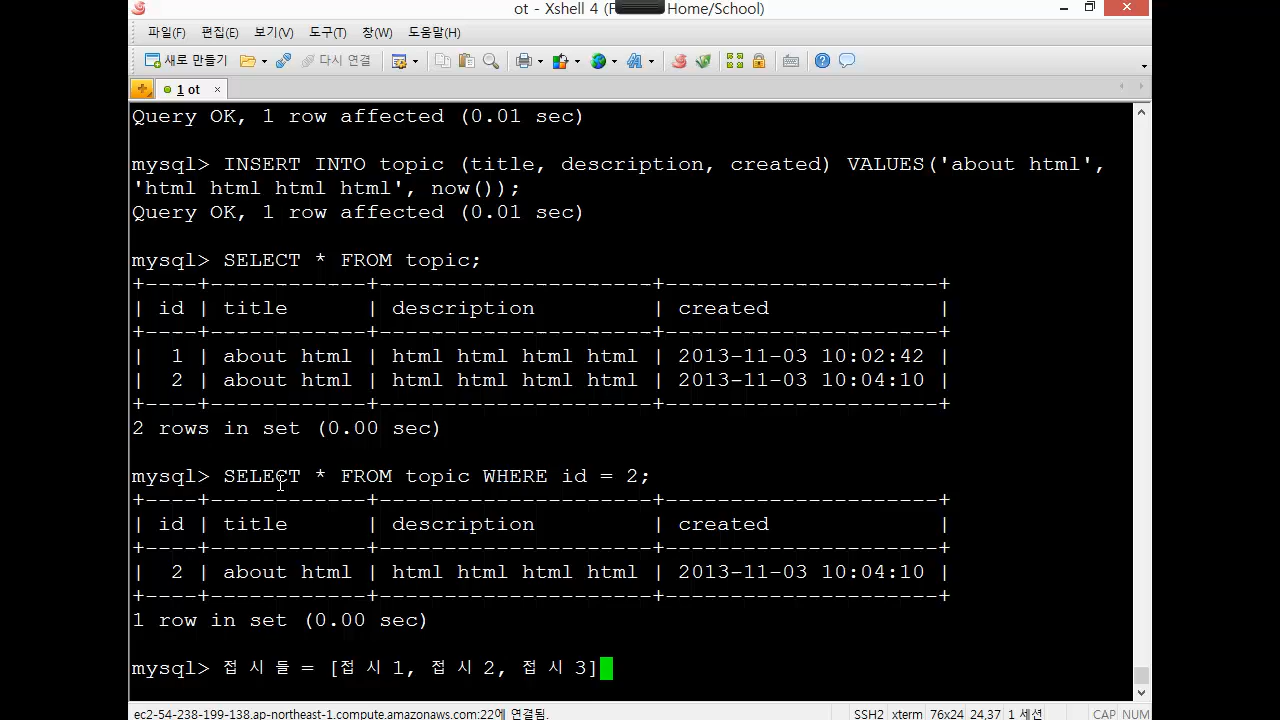 ot - Xshell 4 (F Home/School)
파일(F) 편집(E) 보기(V) 도구(T) 창(W) 도움말(H)
새로 만들기 다시 연결
1 ot ×
Query OK, 1 row affected (0.01 sec)
mysql> INSERT INTO topic (title, description, created) VALUES('about html',
'html html html html', now());
Query OK, 1 row affected (0.01 sec)
mysql> SELECT * FROM topic;
+----+------------+---------------------+---------------------+
| id | title      | description         | created             |
+----+------------+---------------------+---------------------+
|  1 | about html | html html html html | 2013-11-03 10:02:42 |
|  2 | about html | html html html html | 2013-11-03 10:04:10 |
+----+------------+---------------------+---------------------+
2 rows in set (0.00 sec)
mysql> SELECT * FROM topic WHERE id = 2;
+----+------------+---------------------+---------------------+
| id | title      | description         | created             |
+----+------------+---------------------+---------------------+
|  2 | about html | html html html html | 2013-11-03 10:04:10 |
+----+------------+---------------------+---------------------+
1 row in set (0.00 sec)
mysql> 접시들 = [접시1, 접시2, 접시3]
ec2-54-238-199-138.ap-northeast-1.compute.amazonaws.com:22에 연결됨. SSH2 xterm 76x24 24,37 1 세션 CAP NUM